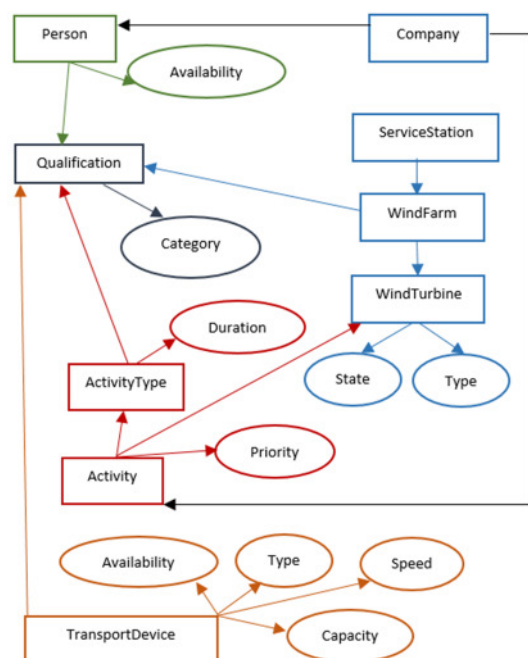 Person
Company
Availability
ServiceStation
Qualification
WindFarm
Category
WindTurbine
Duration
ActivityType
State
Type
Priority
Activity
Availability
Type
Speed
TransportDevice
Capacity